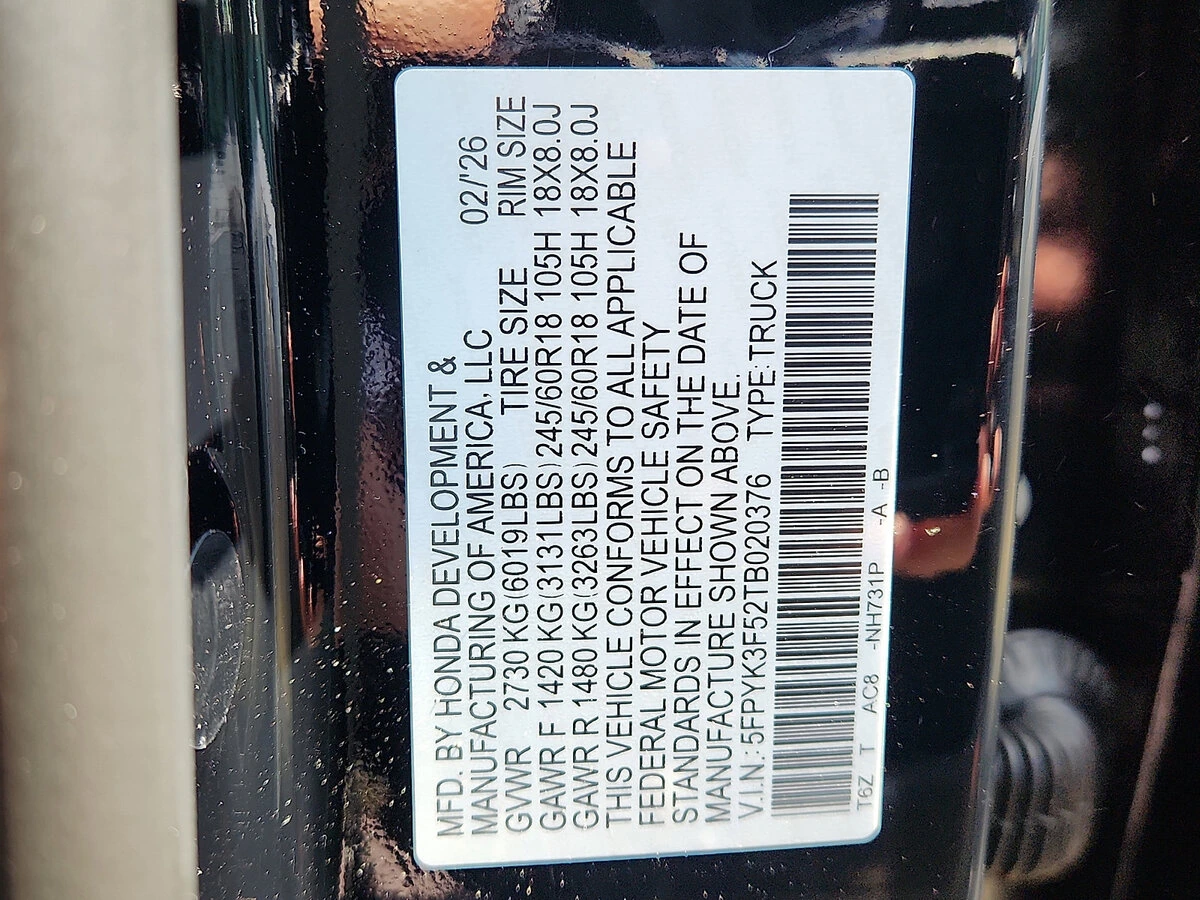 MFD. BY HONDA DEVELOPMENT &
MANUFACTURING OF AMERICA, LLC 02/'26
GVWR 2730 KG(6019LBS) TIRE SIZE RIM SIZE
GAWR F 1420 KG(3131LBS) 245/60R18 105H 18X8.0J
GAWR R 1480 KG(3263LBS) 245/60R18 105H 18X8.0J
THIS VEHICLE CONFORMS TO ALL APPLICABLE
FEDERAL MOTOR VEHICLE SAFETY
STANDARDS IN EFFECT ON THE DATE OF
MANUFACTURE SHOWN ABOVE.
V.I.N.: 5FPYK3F52TB020376 TYPE:TRUCK
T6Z T AC8 -NH731P -A -B